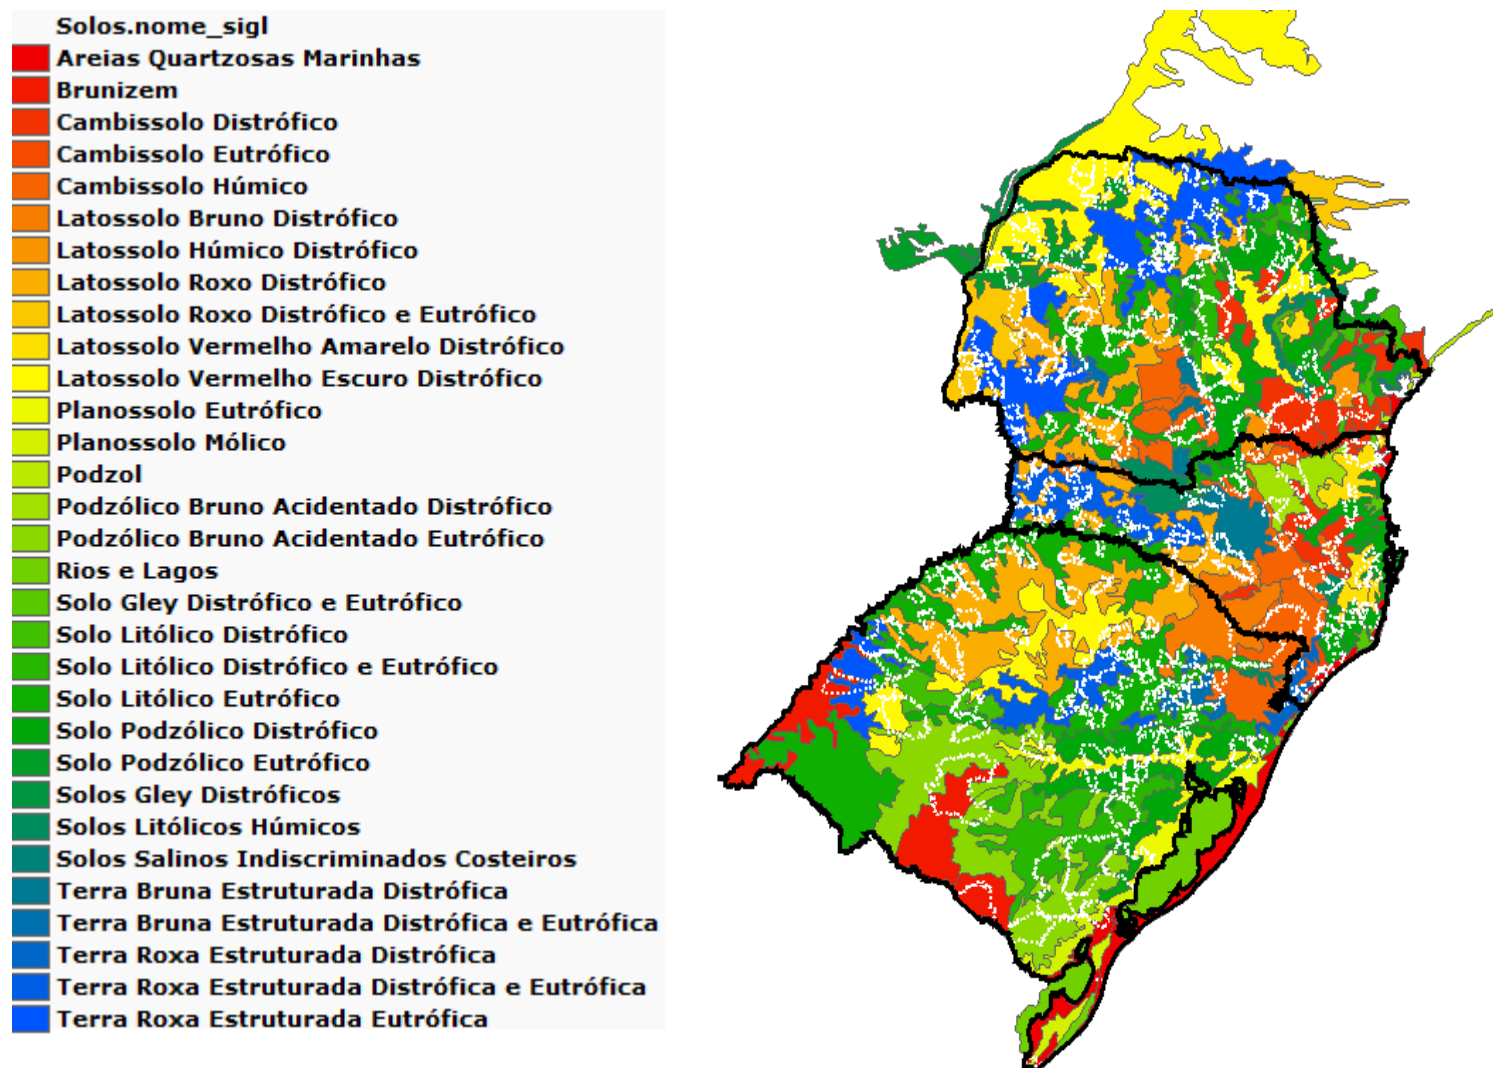 Solos.nome_sigl
Areias Quartzosas Marinhas
Brunizem
Cambissolo Distrófico
Cambissolo Eutrófico
Cambissolo Húmico
Latossolo Bruno Distrófico
Latossolo Húmico Distrófico
Latossolo Roxo Distrófico
Latossolo Roxo Distrófico e Eutrófico
Latossolo Vermelho Amarelo Distrófico
Latossolo Vermelho Escuro Distrófico
Planossolo Eutrófico
Planossolo Mólico
Podzol
Podzólico Bruno Acidentado Distrófico
Podzólico Bruno Acidentado Eutrófico
Rios e Lagos
Solo Gley Distrófico e Eutrófico
Solo Litólico Distrófico
Solo Litólico Distrófico e Eutrófico
Solo Litólico Eutrófico
Solo Podzólico Distrófico
Solo Podzólico Eutrófico
Solos Gley Distróficos
Solos Litólicos Húmicos
Solos Salinos Indiscriminados Costeiros
Terra Bruna Estruturada Distrófica
Terra Bruna Estruturada Distrófica e Eutrófica
Terra Roxa Estruturada Distrófica
Terra Roxa Estruturada Distrófica e Eutrófica
Terra Roxa Estruturada Eutrófica